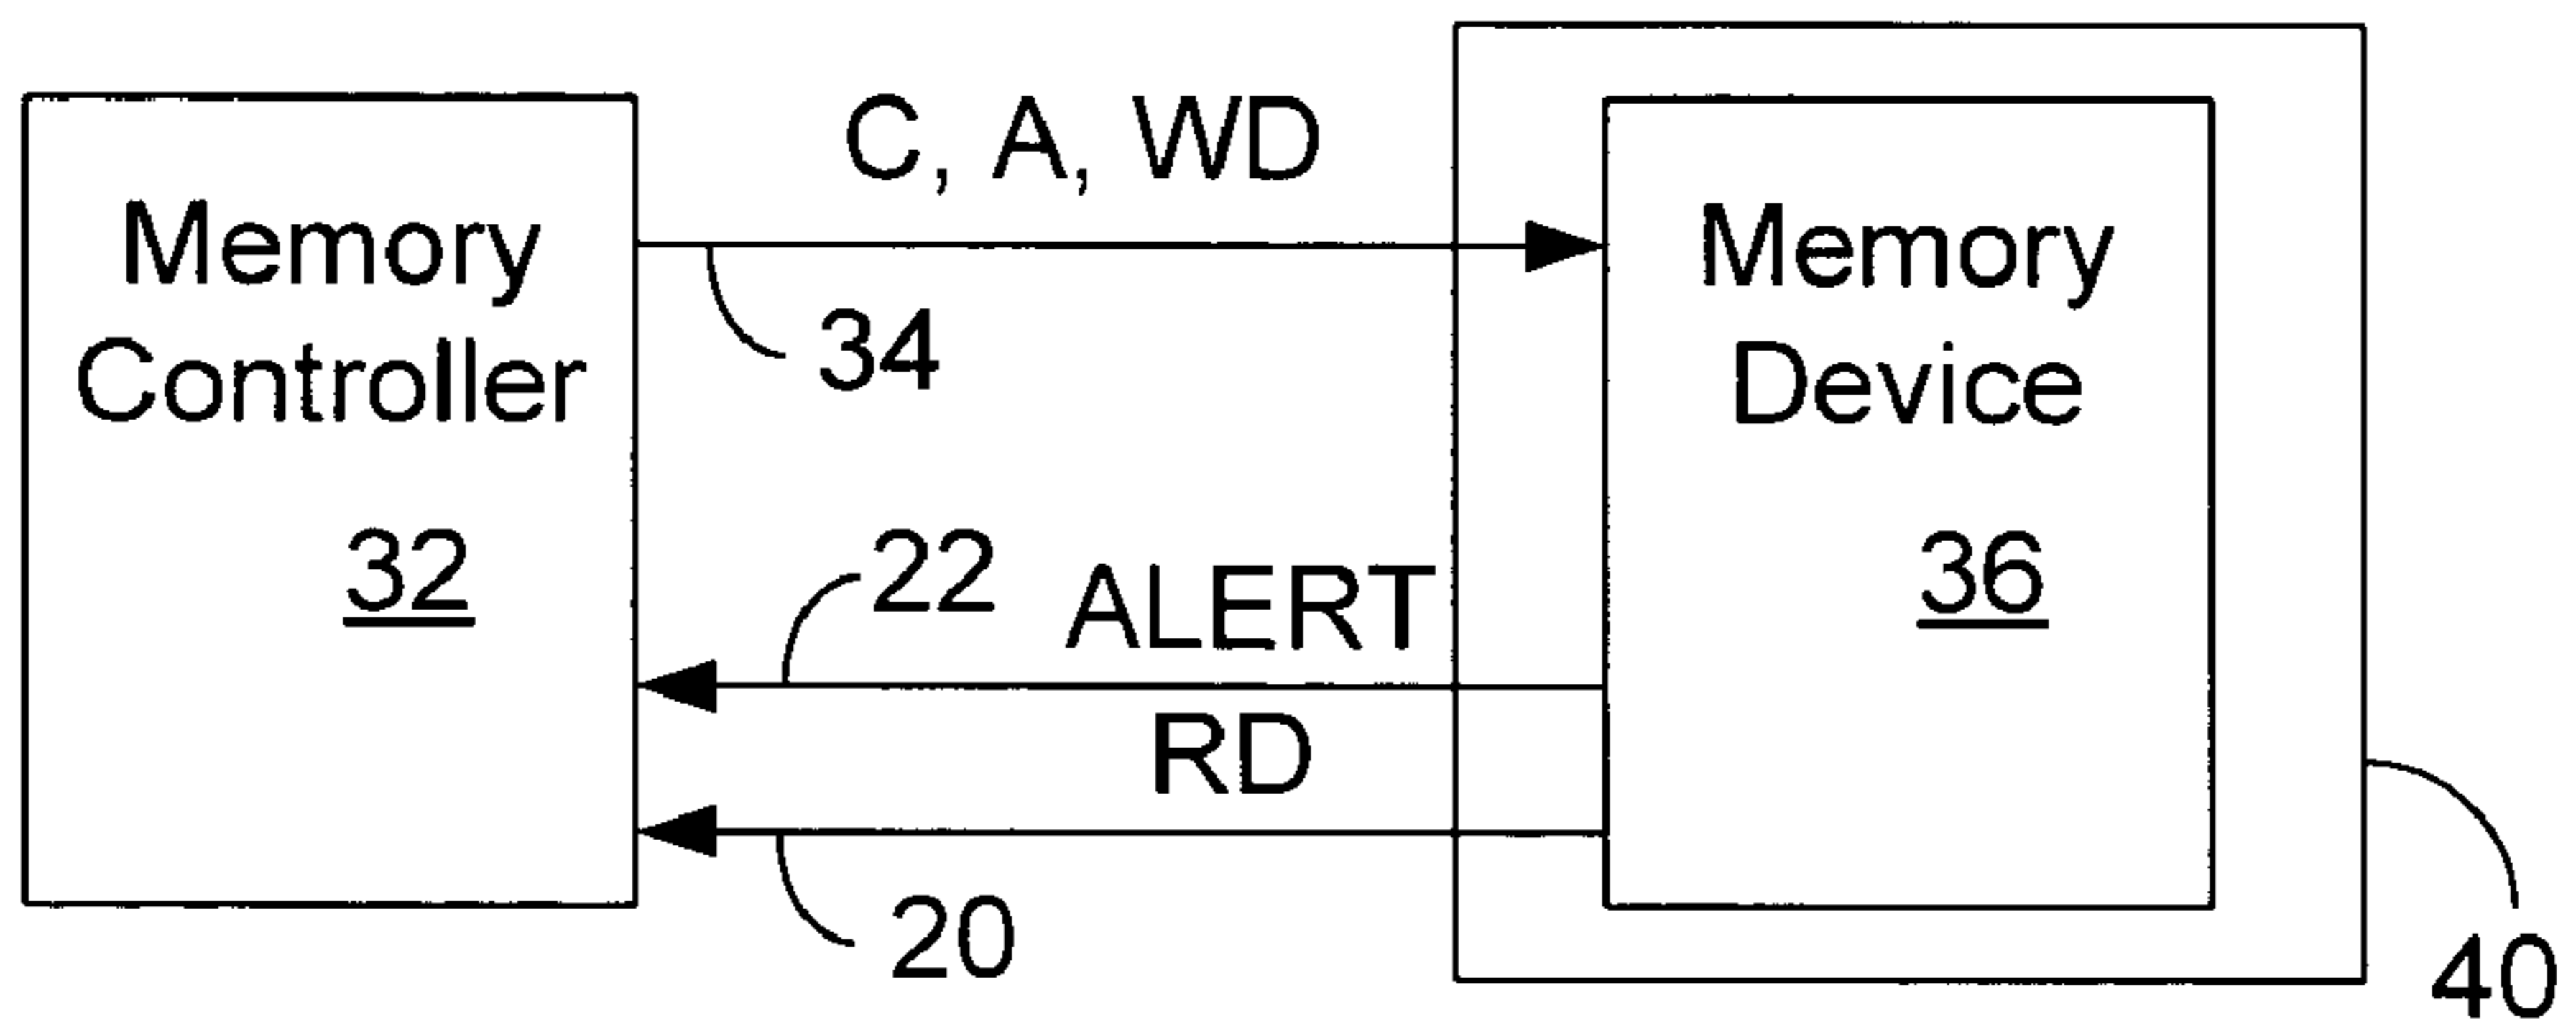 C, A, WD
Memory
Controller
32
34
Memory
Device
36
22
ALERT
RD
20
40